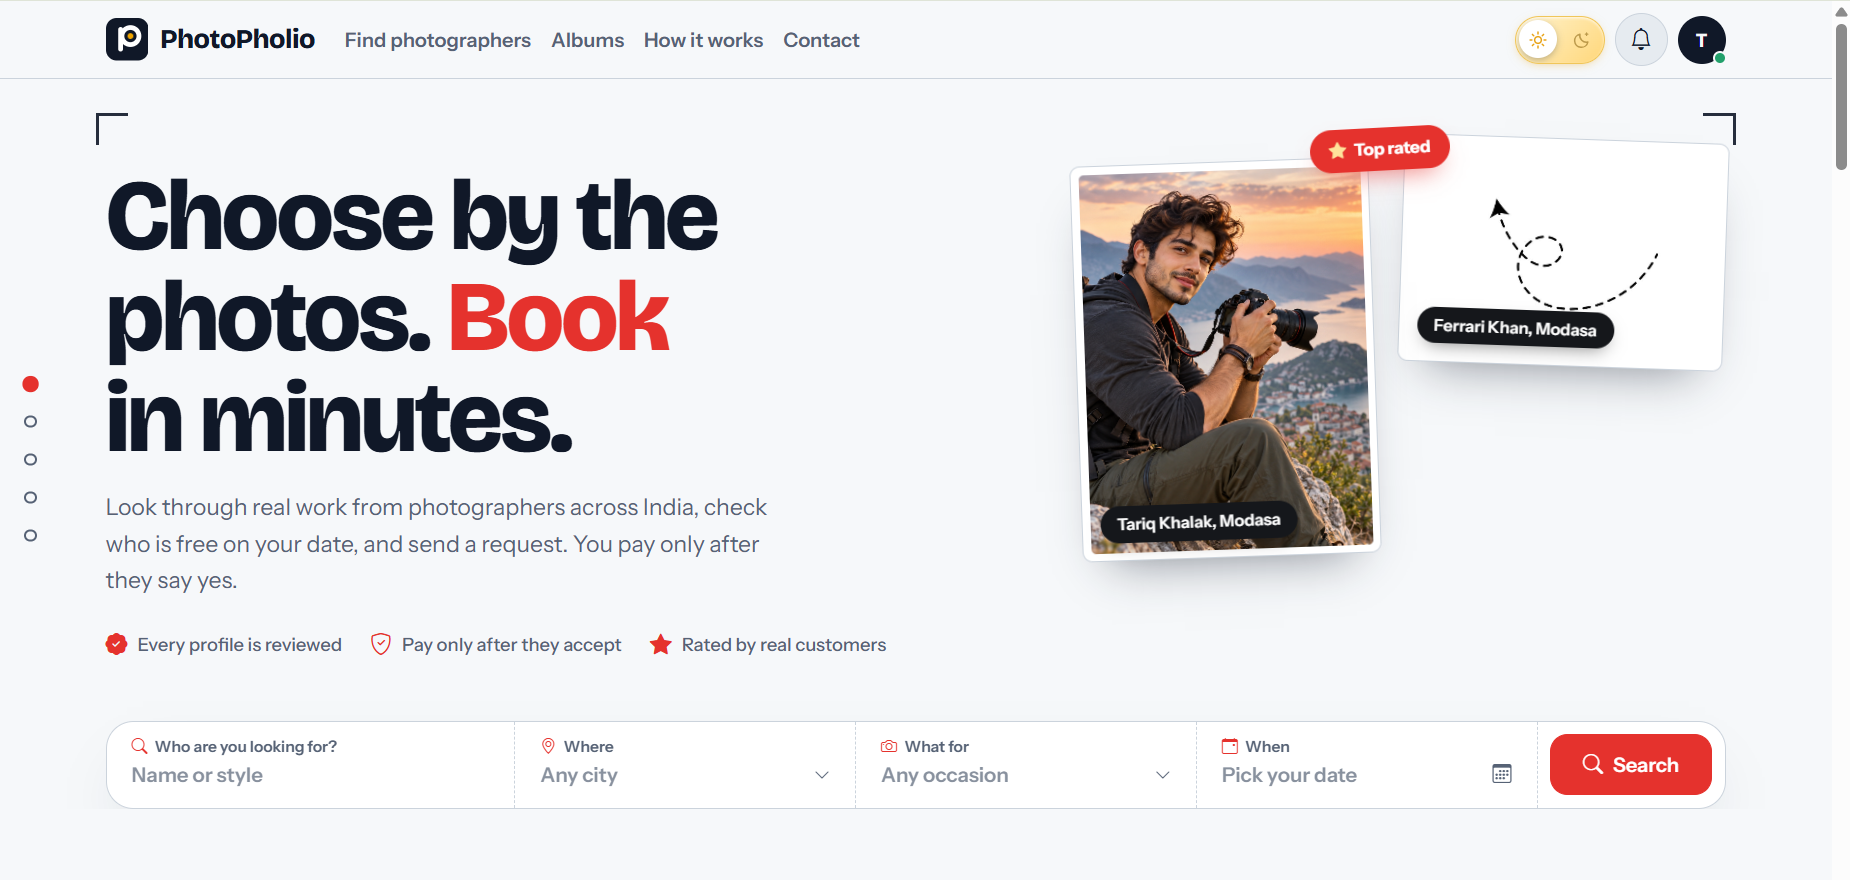 PhotoPholio
Find photographers
Albums
How it works
Contact
T
Choose by the
photos. Book
in minutes.
Look through real work from photographers across India, check
who is free on your date, and send a request. You pay only after
they say yes.
Every profile is reviewed
Pay only after they accept
Rated by real customers
Top rated
Tariq Khalak, Modasa
Ferrari Khan, Modasa
Who are you looking for?
Name or style
Where
Any city
What for
Any occasion
When
Pick your date
Search